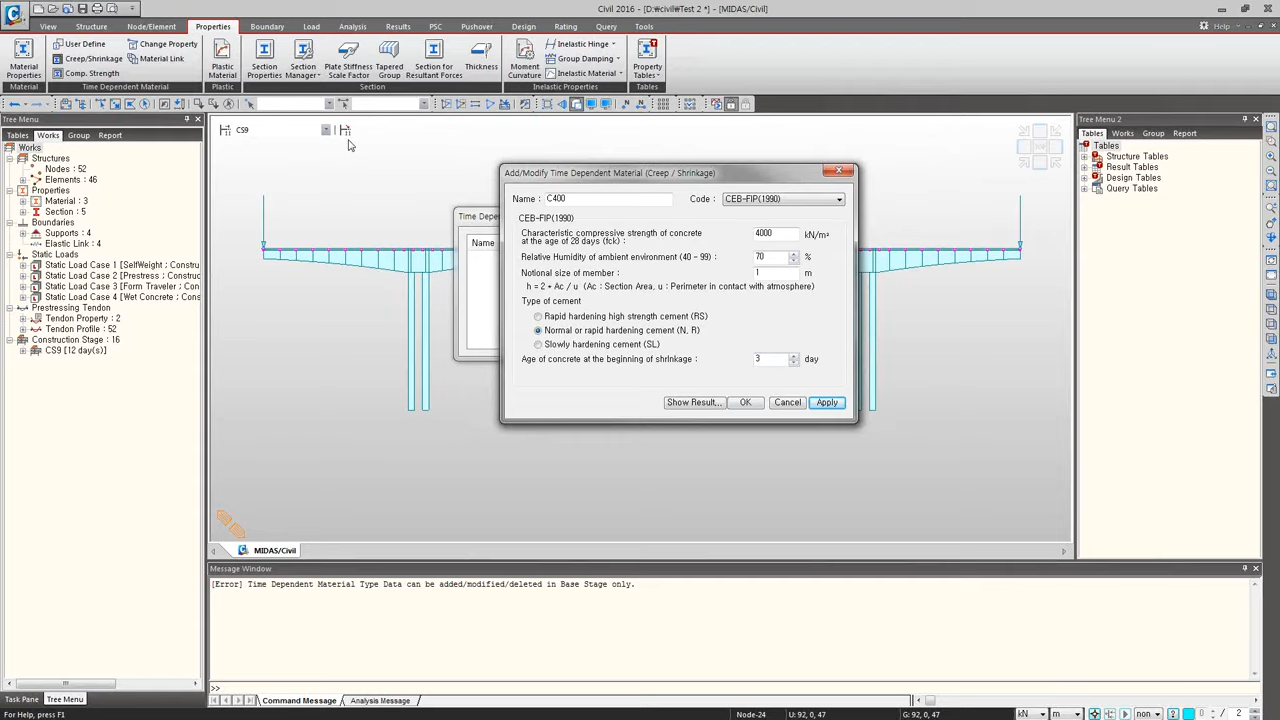 Civil 2016 - [D:\civil\Test 2 *] - [MIDAS/Civil]
View Structure Node/Element Properties Boundary Load Analysis Results PSC Pushover Design Rating Query Tools Help
Material Properties
User Define
Creep/Shrinkage
Comp. Strength
Change Property
Material Link
Plastic Material
Section Properties
Section Manager
Plate Stiffness Scale Factor
Tapered Group
Section for Resultant Forces
Thickness
Moment Curvature
Inelastic Hinge
Group Damping
Inelastic Material
Property Tables
Material Time Dependent Material Plastic Section Inelastic Properties Tables
Tree Menu
Tables Works Group Report
Works
Structures
Nodes : 52
Elements : 46
Properties
Material : 3
Section : 5
Boundaries
Supports : 4
Elastic Link : 4
Static Loads
Static Load Case 1 [SelfWeight ; Construc
Static Load Case 2 [Prestress ; Construc
Static Load Case 3 [Form Traveler ; Cons
Static Load Case 4 [Wet Concrete ; Cons
Prestressing Tendon
Tendon Property : 2
Tendon Profile : 52
Construction Stage : 16
CS9 [12 day(s)]
Task Pane Tree Menu
CS9
Time Depen
Name
Add/Modify Time Dependent Material (Creep / Shrinkage)
Name : C400 Code : CEB-FIP(1990)
CEB-FIP(1990)
Characteristic compressive strength of concrete
at the age of 28 days (fck) : 4000 kN/m²
Relative Humidity of ambient environment (40 - 99) : 70 %
Notional size of member : 1 m
h = 2 * Ac / u (Ac : Section Area, u : Perimeter in contact with atmosphere)
Type of cement
Rapid hardening high strength cement (RS)
Normal or rapid hardening cement (N, R)
Slowly hardening cement (SL)
Age of concrete at the beginning of shrinkage : 3 day
Show Result... OK Cancel Apply
MIDAS/Civil
Tree Menu 2
Tables Works Group Report
Tables
Structure Tables
Result Tables
Design Tables
Query Tables
Message Window
[Error] Time Dependent Material Type Data can be added/modified/deleted in Base Stage only.
>>
Command Message Analysis Message
For Help, press F1 Node-24 U: 92, 0, 47 G: 92, 0, 47 kN m non ? / 2